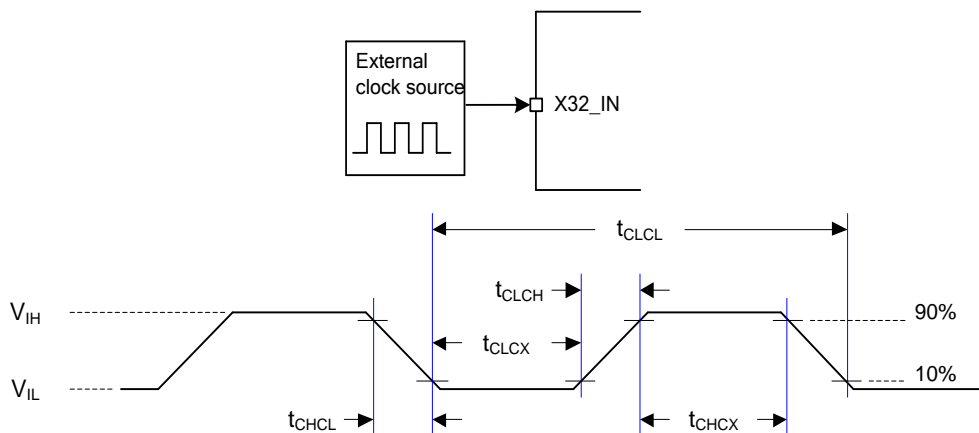 External
clock source
X32_IN
tCLCL
tCLCH
VIH
90%
tCLCX
VIL
10%
tCHCL
tCHCX